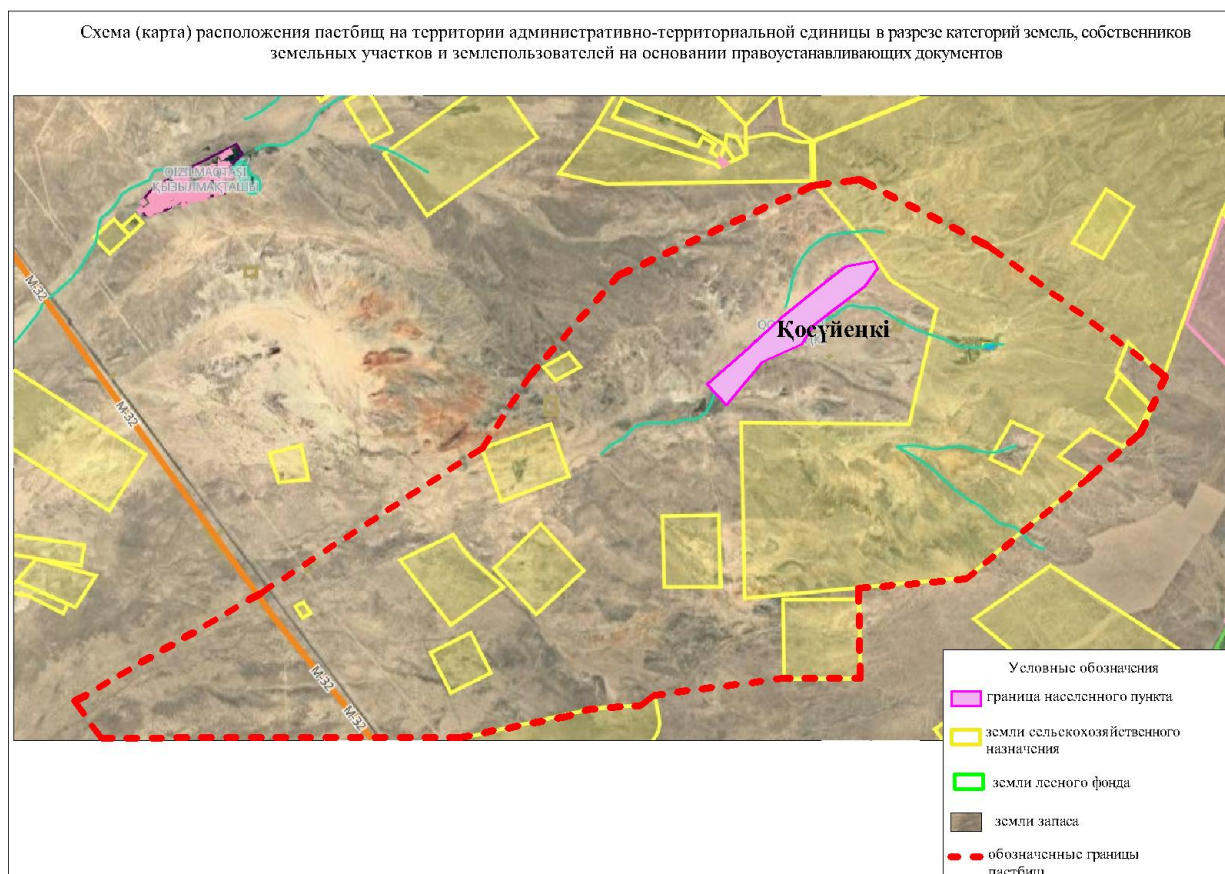 Схема (карта) расположения пастбищ на территории административно-территориальной единицы в разрезе категорий земель, собственников
земельных участков и землепользователей на основании правоустанавливающих документов
QIZILMAQTAŞI
ҚЫЗЫЛМАҚТАШЫ
М-32
М-32
М-32
М-32
Қосүйеңкі
Условные обозначения
граница населенного пункта
земли сельскохозяйственного
назначения
земли лесного фонда
земли запаса
обозначенные границы
пастбищ